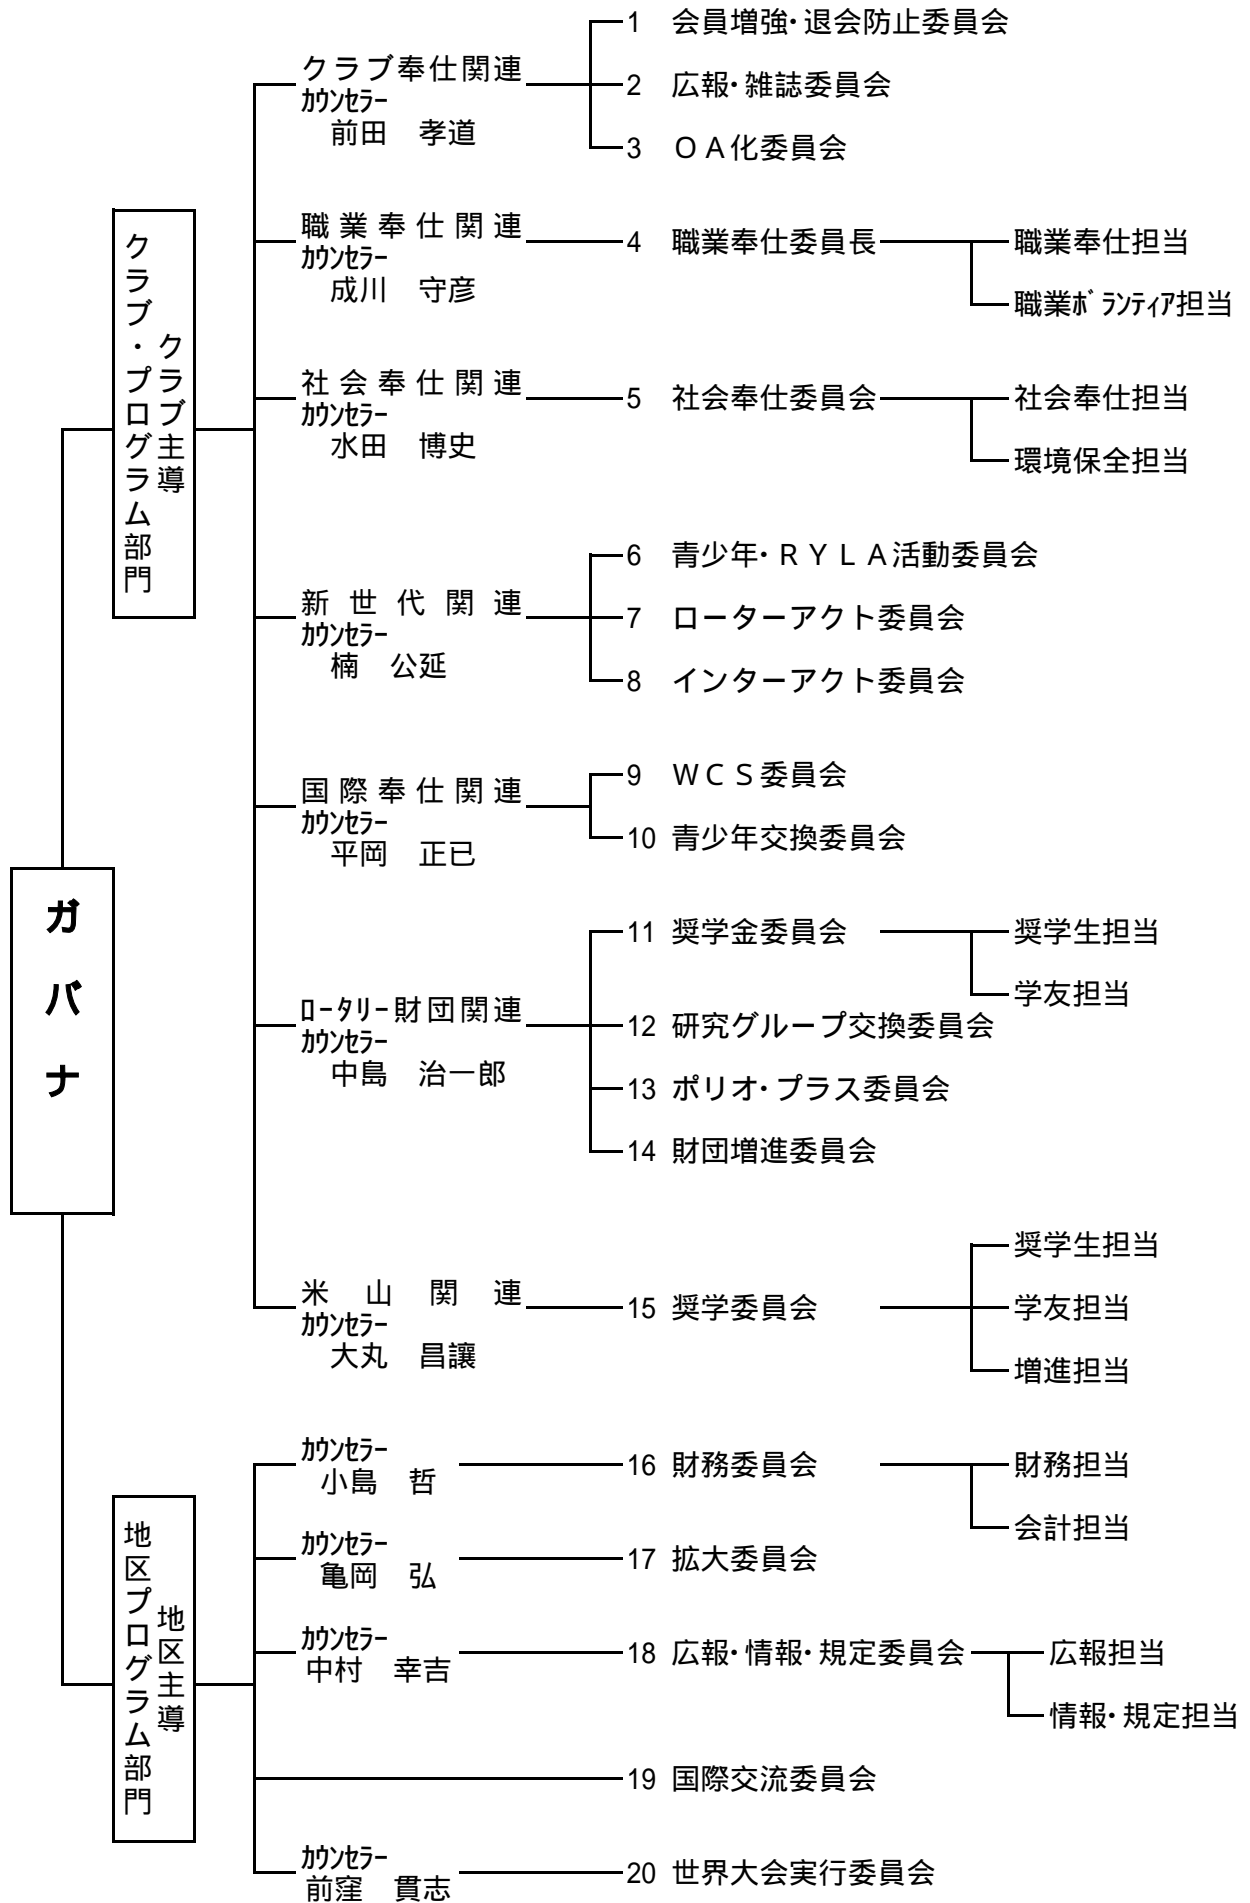 ガバナ
クラブ主導
クラブ・プログラム部門
クラブ奉仕関連
ｶｳﾝｾﾗｰ
前田　孝道
1　会員増強・退会防止委員会
2　広報・雑誌委員会
3　ＯＡ化委員会
職業奉仕関連
ｶｳﾝｾﾗｰ
成川　守彦
4　職業奉仕委員長
職業奉仕担当
職業ﾎﾞﾗﾝﾃｨｱ担当
社会奉仕関連
ｶｳﾝｾﾗｰ
水田　博史
5　社会奉仕委員会
社会奉仕担当
環境保全担当
新世代関連
ｶｳﾝｾﾗｰ
楠　公延
6　青少年・ＲＹＬＡ活動委員会
7　ローターアクト委員会
8　インターアクト委員会
国際奉仕関連
ｶｳﾝｾﾗｰ
平岡　正巳
9　ＷＣＳ委員会
10　青少年交換委員会
ﾛｰﾀﾘｰ財団関連
ｶｳﾝｾﾗｰ
中島　治一郎
11　奨学金委員会
奨学生担当
学友担当
12　研究グループ交換委員会
13　ポリオ・プラス委員会
14　財団増進委員会
米山関連
ｶｳﾝｾﾗｰ
大丸　昌讓
15　奨学委員会
奨学生担当
学友担当
増進担当
地区主導
地区プログラム部門
ｶｳﾝｾﾗｰ
小島　哲
16　財務委員会
財務担当
会計担当
ｶｳﾝｾﾗｰ
亀岡　弘
17　拡大委員会
ｶｳﾝｾﾗｰ
中村　幸吉
18　広報・情報・規定委員会
広報担当
情報・規定担当
19　国際交流委員会
ｶｳﾝｾﾗｰ
前窪　貫志
20　世界大会実行委員会